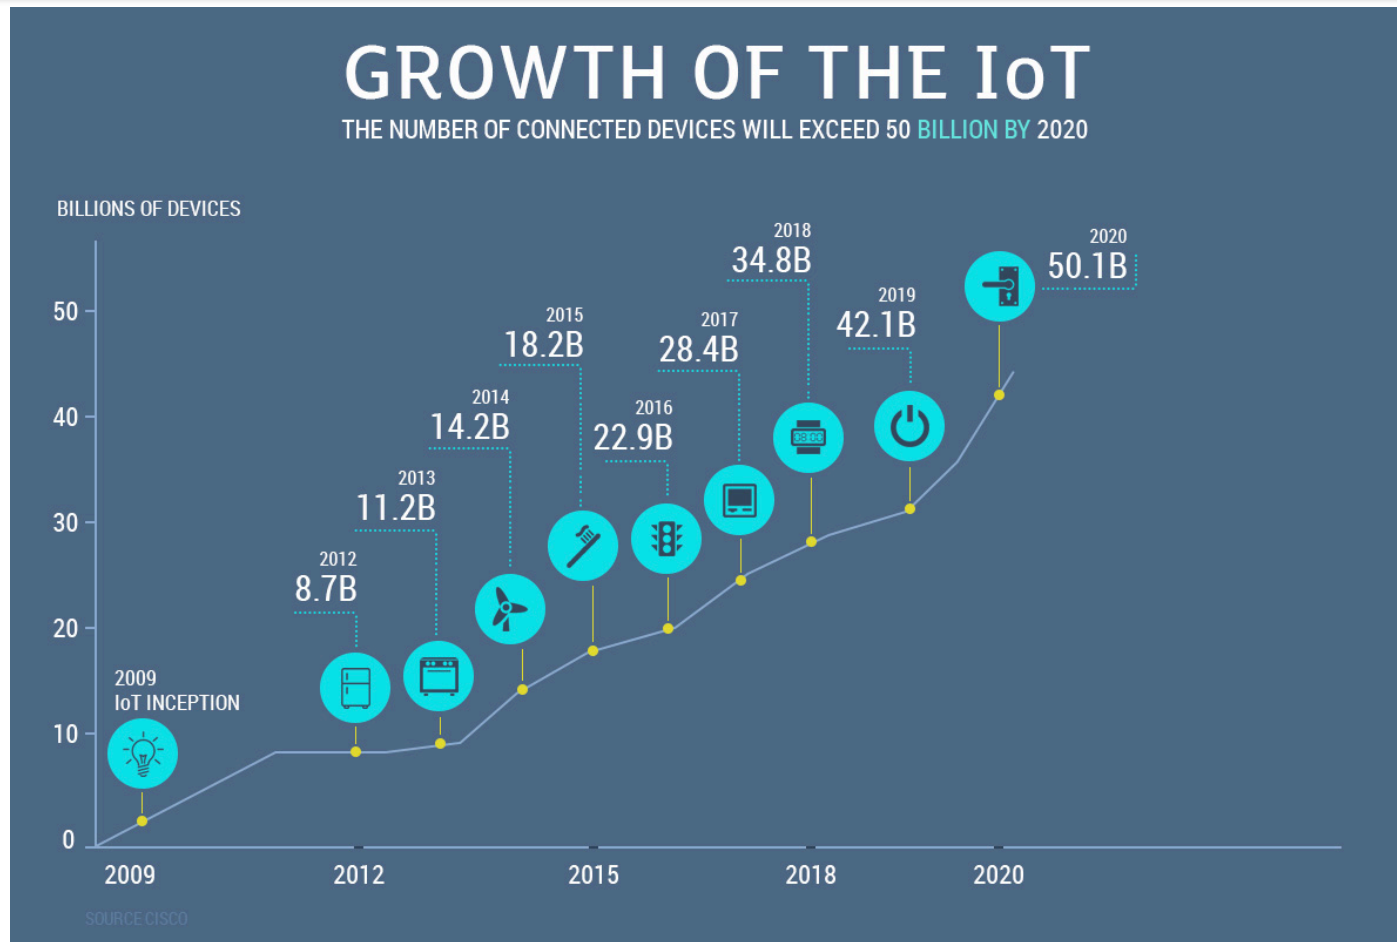 GROWTH OF THE IoT
THE NUMBER OF CONNECTED DEVICES WILL EXCEED 50 BILLION BY 2020
BILLIONS OF DEVICES
50
40
30
20
10
0
2009
IoT INCEPTION
2012
8.7B
2013
11.2B
2014
14.2B
2015
18.2B
2016
22.9B
2017
28.4B
2018
34.8B
08:00
2019
42.1B
2020
50.1B
2009
2012
2015
2018
2020
SOURCE CISCO